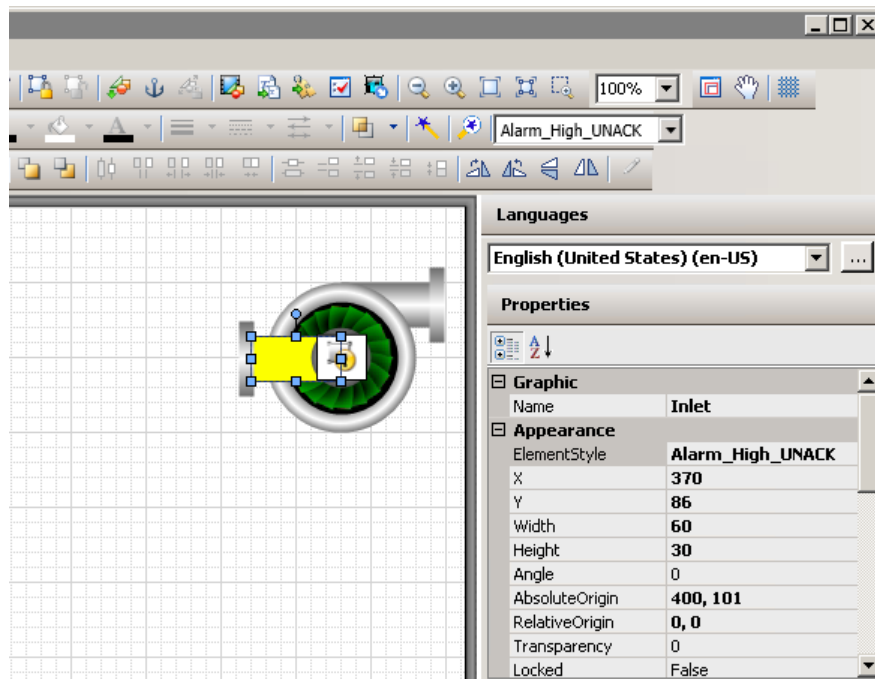 100%
Alarm_High_UNACK
Languages
English (United States) (en-US)
...
Properties
Graphic
Name Inlet
Appearance
ElementStyle Alarm_High_UNACK
X 370
Y 86
Width 60
Height 30
Angle 0
AbsoluteOrigin 400, 101
RelativeOrigin 0, 0
Transparency 0
Locked False